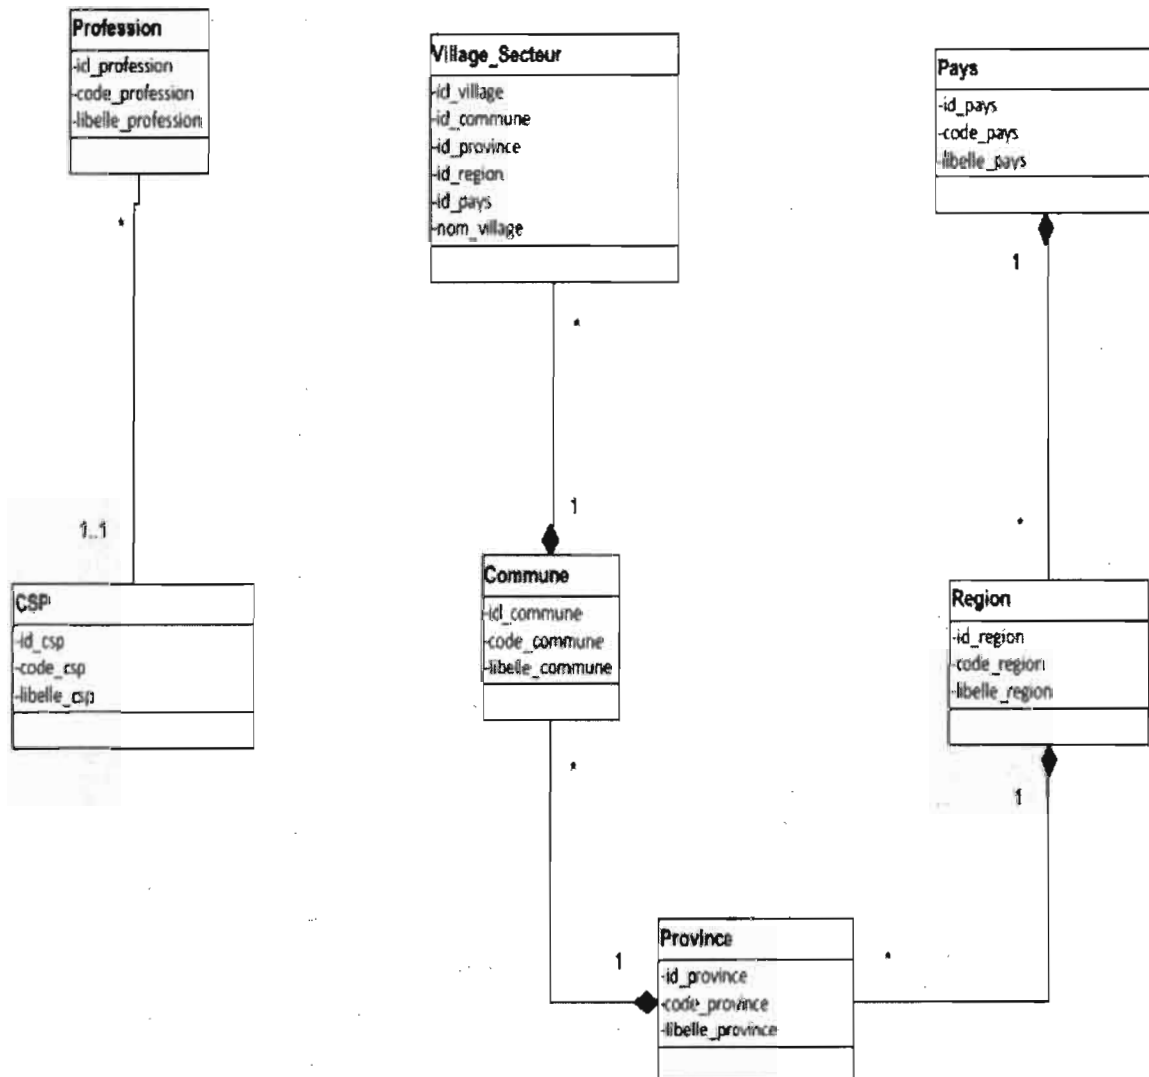 Profession
-id_profession
-code_profession
-libelle_profession
*
1..1
CSP
-id_csp
-code_csp
-libelle_csp
Village_Secteur
-id_village
-id_commune
-id_province
-id_region
-id_pays
-nom_village
*
1
Commune
-id_commune
-code_commune
-libelle_commune
*
1
Province
-id_province
-code_province
-libelle_province
*
Pays
-id_pays
-code_pays
-libelle_pays
1
*
Region
-id_region
-code_region
-libelle_region
1